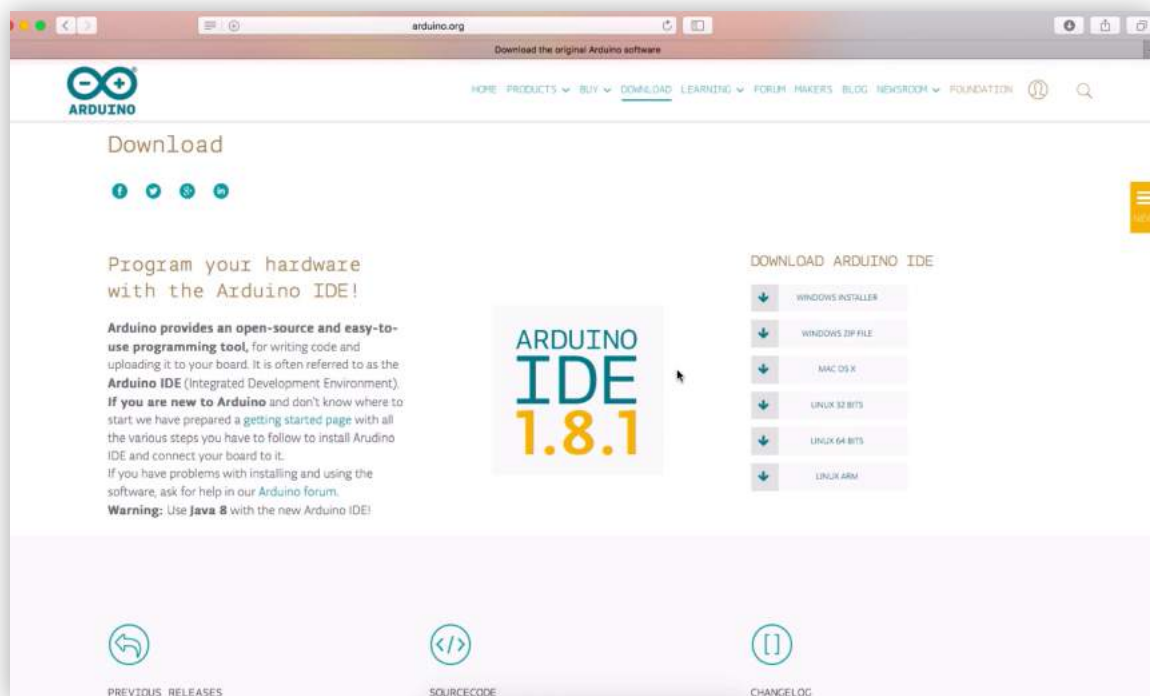 arduino.org
Download the original Arduino software
ARDUINO
HOME PRODUCTS BUY DOWNLOAD LEARNING FORUM MAKERS BLOG NEWSROOM FOUNDATION
Download
Program your hardware
with the Arduino IDE!
Arduino provides an open-source and easy-to-
use programming tool, for writing code and
uploading it to your board. It is often referred to as the
Arduino IDE (Integrated Development Environment).
If you are new to Arduino and don't know where to
start we have prepared a getting started page with all
the various steps you have to follow to install Arudino
IDE and connect your board to it.
If you have problems with installing and using the
software, ask for help in our Arduino forum.
Warning: Use Java 8 with the new Arduino IDE!
ARDUINO
IDE
1.8.1
DOWNLOAD ARDUINO IDE
WINDOWS INSTALLER
WINDOWS ZIP FILE
MAC OS X
LINUX 32 BITS
LINUX 64 BITS
LINUX ARM
PREVIOUS RELEASES
SOURCECODE
CHANGELOG